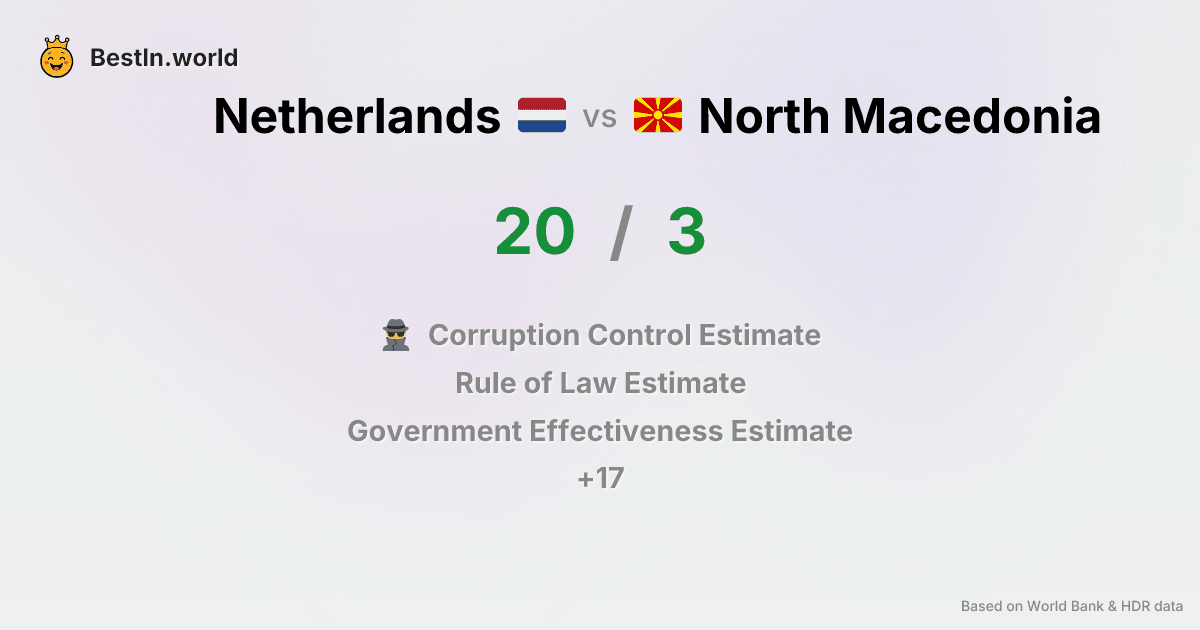 BestIn.world
Netherlands vs North Macedonia
20 / 3
Corruption Control Estimate
Rule of Law Estimate
Government Effectiveness Estimate
+17
Based on World Bank & HDR data